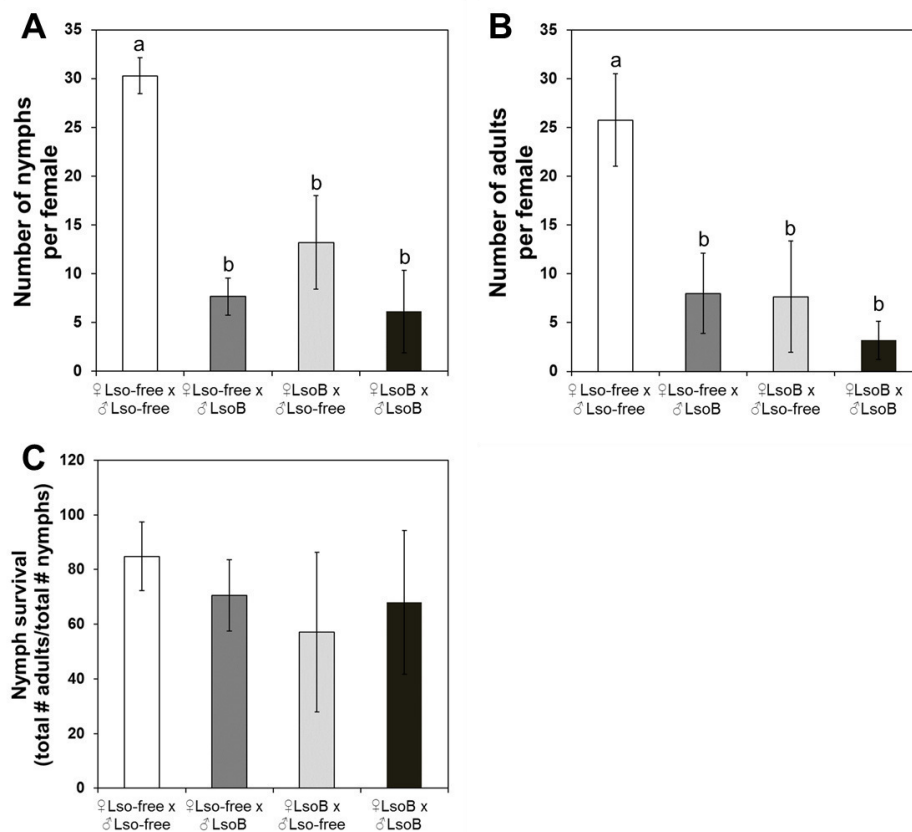 A
Number of nymphs
per female
35
30
25
20
15
10
5
0
a
b
b
b
♀Lso-free x
♂Lso-free
♀Lso-free x
♂LsoB
♀LsoB x
♂Lso-free
♀LsoB x
♂LsoB
B
Number of adults
per female
35
30
25
20
15
10
5
0
a
b
b
b
♀Lso-free x
♂Lso-free
♀Lso-free x
♂LsoB
♀LsoB x
♂Lso-free
♀LsoB x
♂LsoB
C
Nymph survival
(total # adults/total # nymphs)
120
100
80
60
40
20
0
♀Lso-free x
♂Lso-free
♀Lso-free x
♂LsoB
♀LsoB x
♂Lso-free
♀LsoB x
♂LsoB